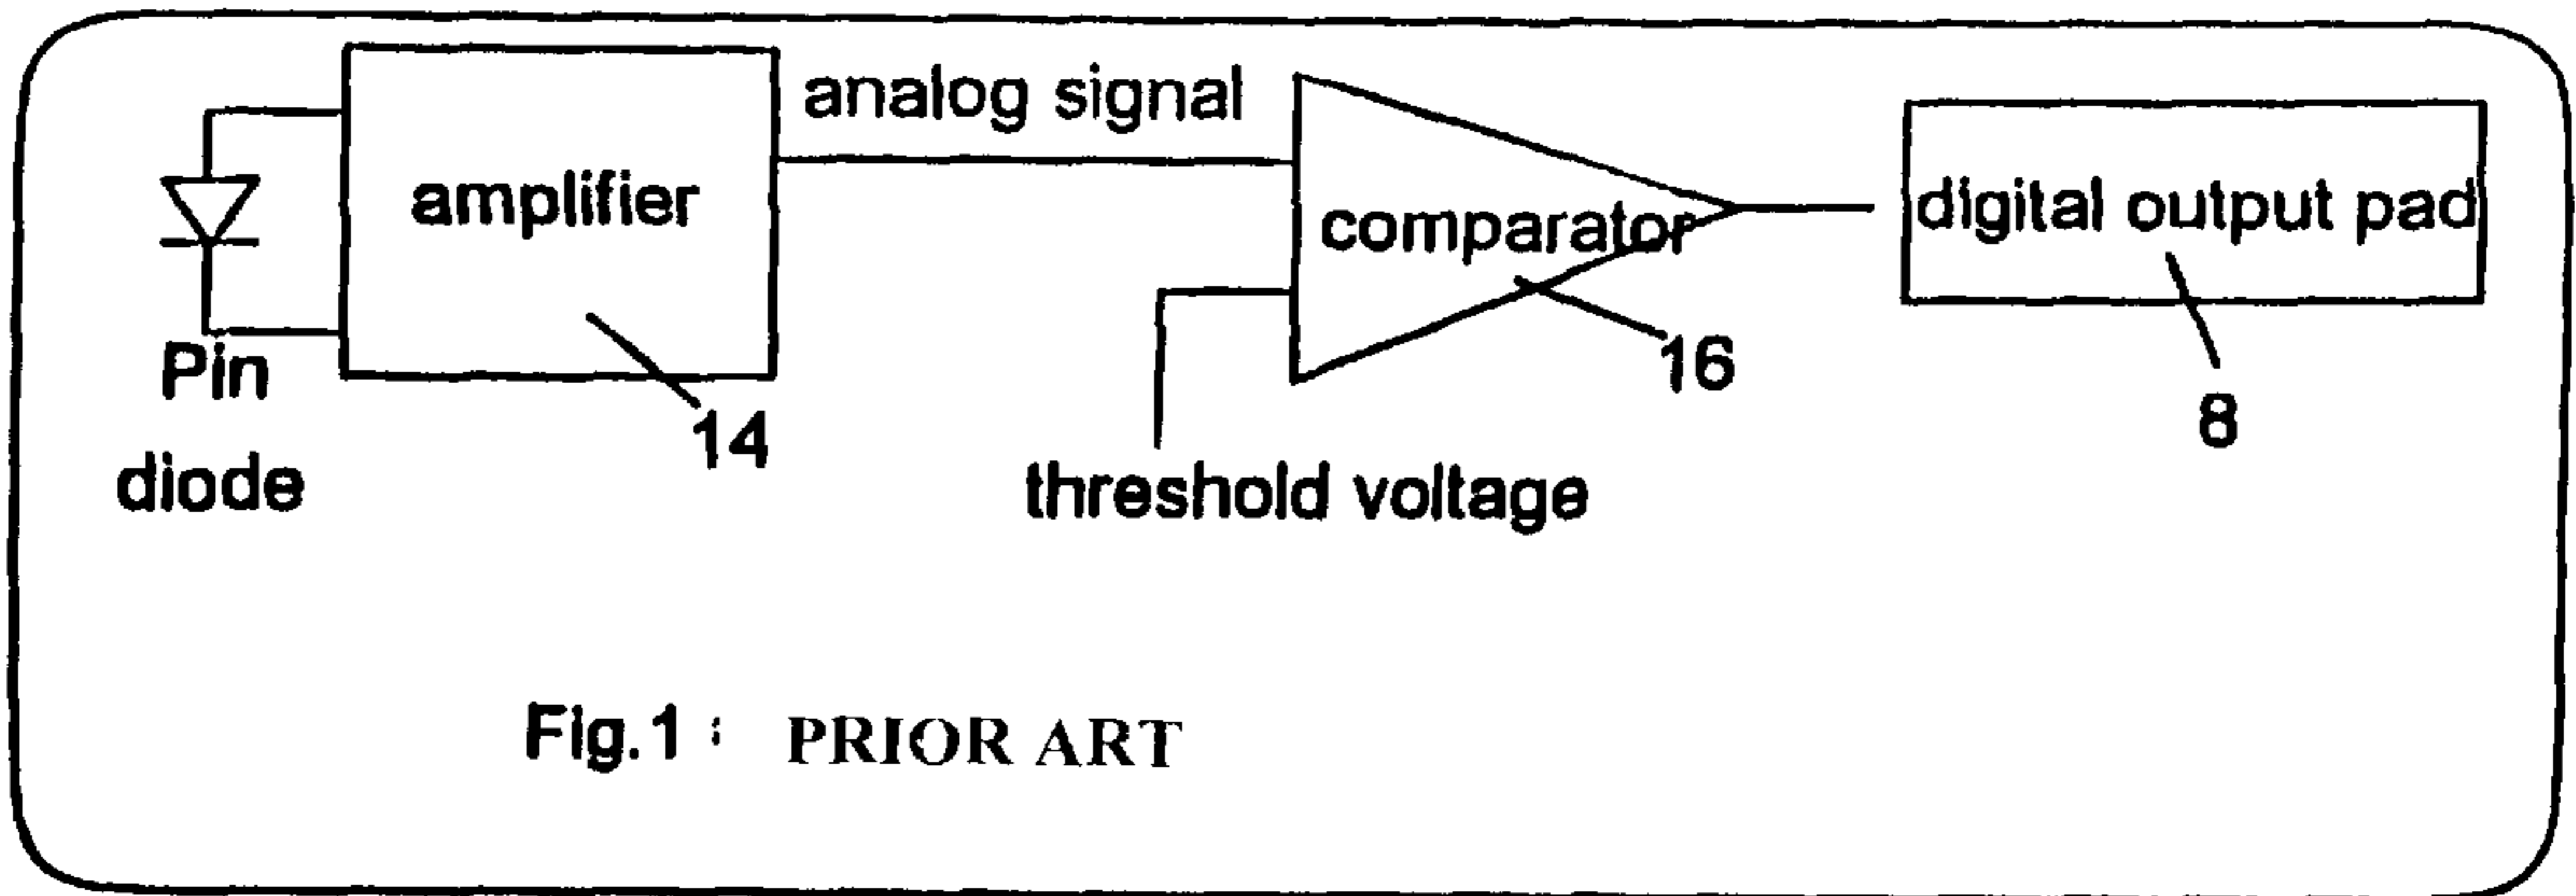 analog signal
amplifier
comparator
digital output pad
Pin
diode
14
16
8
threshold voltage
Fig.1 : PRIOR ART